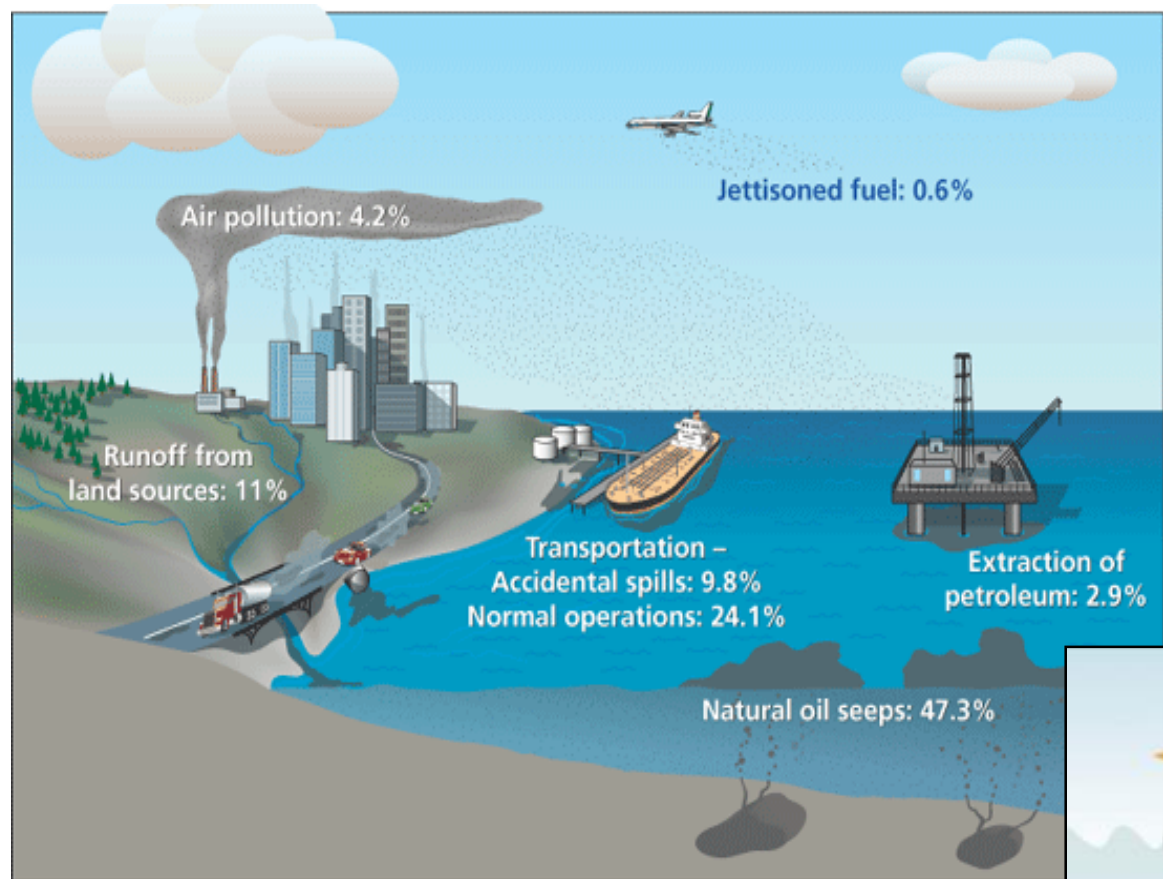 Jettisoned fuel: 0.6%
Air pollution: 4.2%
Runoff from
land sources: 11%
Transportation –
Accidental spills: 9.8%
Normal operations: 24.1%
Extraction of
petroleum: 2.9%
Natural oil seeps: 47.3%